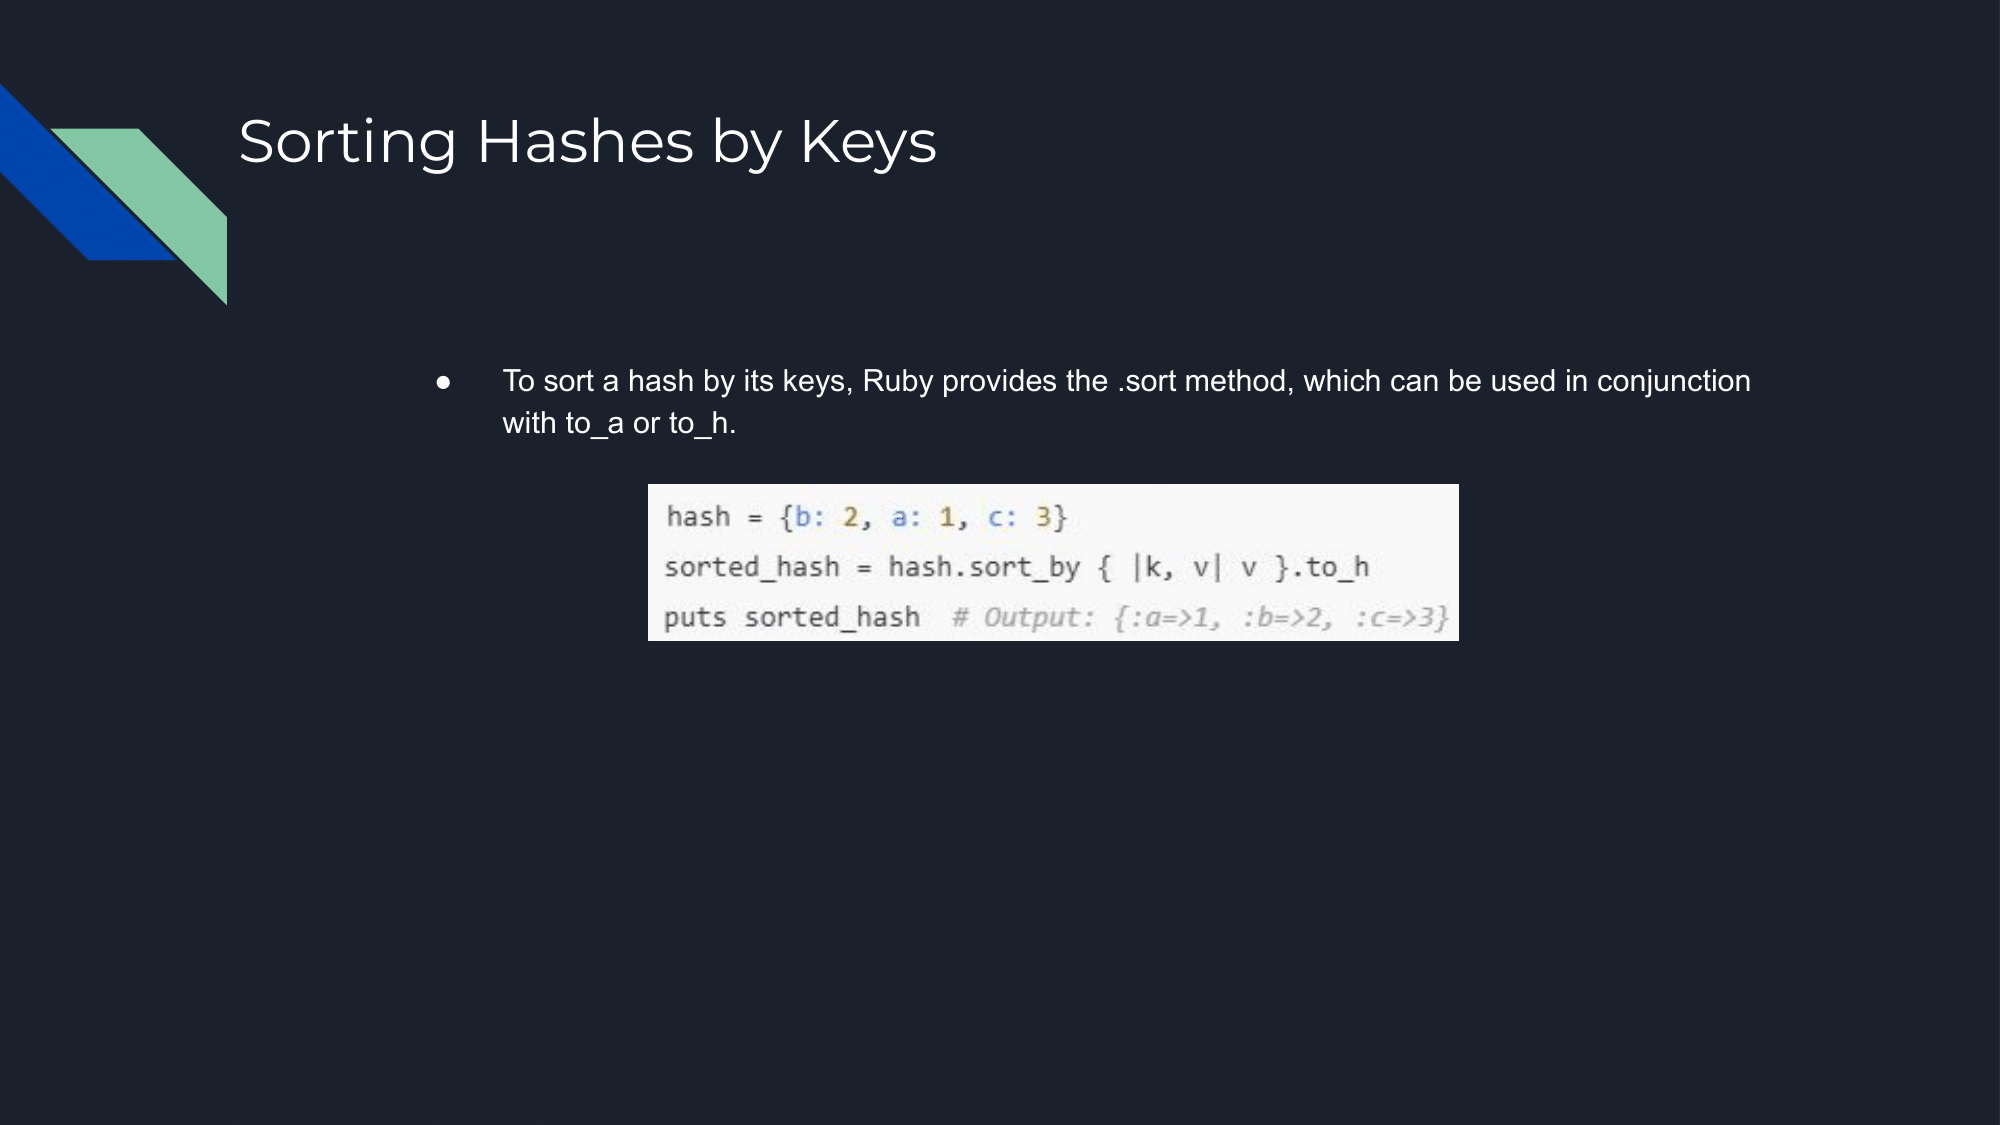 Sorting Hashes by Keys
● To sort a hash by its keys, Ruby provides the .sort method, which can be used in conjunction
with to_a or to_h.
hash = {b: 2, a: 1, c: 3}
sorted_hash = hash.sort_by { |k, v| v }.to_h
puts sorted_hash  # Output: {:a=>1, :b=>2, :c=>3}